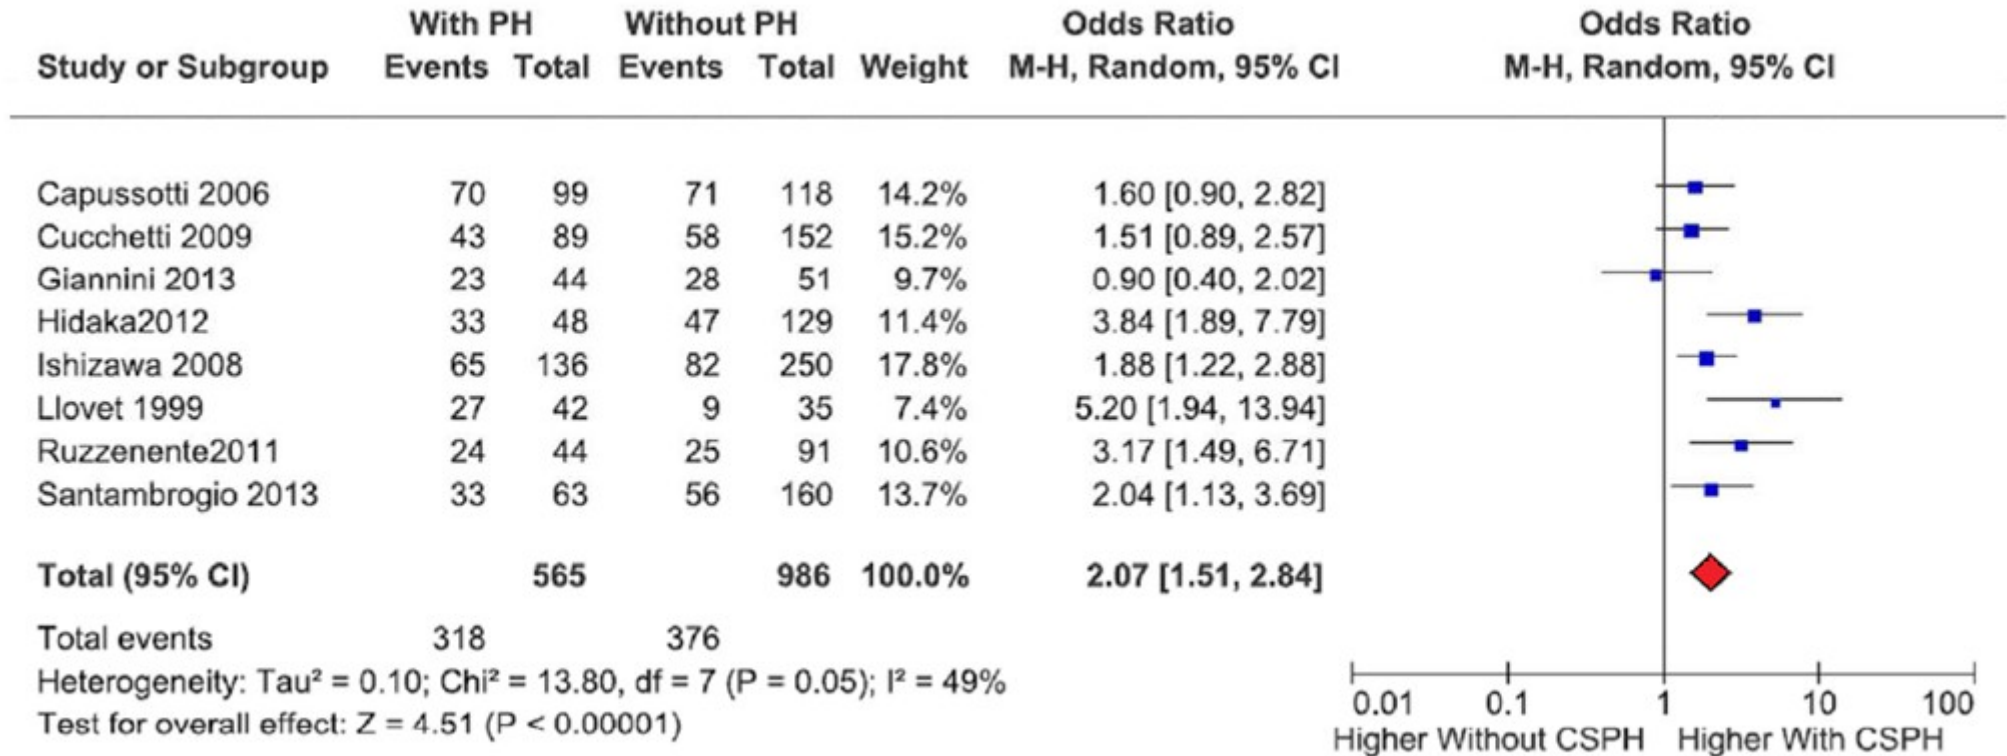 With PH Without PH Odds Ratio Odds Ratio
Study or Subgroup Events Total Events Total Weight M-H, Random, 95% CI M-H, Random, 95% CI
Capussotti 2006 70 99 71 118 14.2% 1.60 [0.90, 2.82]
Cucchetti 2009 43 89 58 152 15.2% 1.51 [0.89, 2.57]
Giannini 2013 23 44 28 51 9.7% 0.90 [0.40, 2.02]
Hidaka2012 33 48 47 129 11.4% 3.84 [1.89, 7.79]
Ishizawa 2008 65 136 82 250 17.8% 1.88 [1.22, 2.88]
Llovet 1999 27 42 9 35 7.4% 5.20 [1.94, 13.94]
Ruzzenente2011 24 44 25 91 10.6% 3.17 [1.49, 6.71]
Santambrogio 2013 33 63 56 160 13.7% 2.04 [1.13, 3.69]
Total (95% CI) 565 986 100.0% 2.07 [1.51, 2.84]
Total events 318 376
Heterogeneity: Tau² = 0.10; Chi² = 13.80, df = 7 (P = 0.05); I² = 49%
Test for overall effect: Z = 4.51 (P < 0.00001)
0.01 0.1 1 10 100
Higher Without CSPH Higher With CSPH